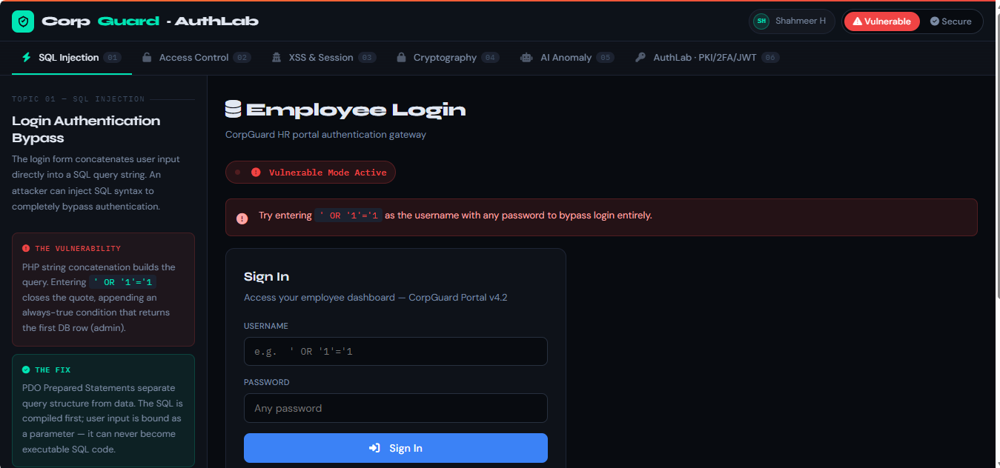 Corp Guard - AuthLab
SH Shahmeer H
Vulnerable
Secure
SQL Injection 01
Access Control 02
XSS & Session 03
Cryptography 04
AI Anomaly 05
AuthLab · PKI/2FA/JWT 06
TOPIC 01 — SQL INJECTION
Login Authentication
Bypass
The login form concatenates user input
directly into a SQL query string. An
attacker can inject SQL syntax to
completely bypass authentication.
THE VULNERABILITY
PHP string concatenation builds the
query. Entering ' OR '1'='1
closes the quote, appending an
always-true condition that returns
the first DB row (admin).
THE FIX
PDO Prepared Statements separate
query structure from data. The SQL is
compiled first; user input is bound as
a parameter — it can never become
executable SQL code.
Employee Login
CorpGuard HR portal authentication gateway
Vulnerable Mode Active
Try entering ' OR '1'='1 as the username with any password to bypass login entirely.
Sign In
Access your employee dashboard — CorpGuard Portal v4.2
USERNAME
e.g. ' OR '1'='1
PASSWORD
Any password
Sign In